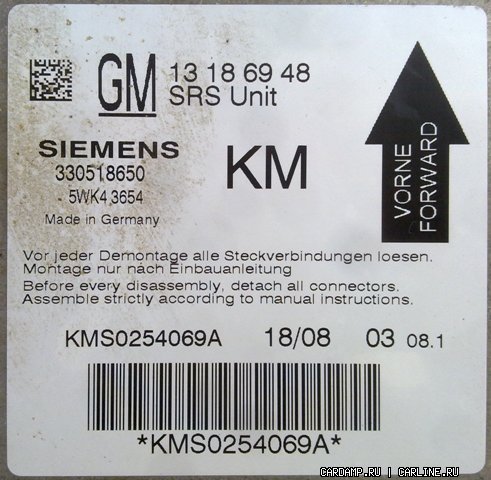 GM
13 18 69 48
SRS Unit
SIEMENS
330518650
5WK4 3654
Made in Germany
KM
VORNE
FORWARD
Vor jeder Demontage alle Steckverbindungen loesen.
Montage nur nach Einbauanleitung
Before every disassembly, detach all connectors.
Assemble strictly according to manual instructions.
KMS0254069A 18/08 03 08.1
*KMS0254069A*
CARDAMP.RU | CARLINE.RU